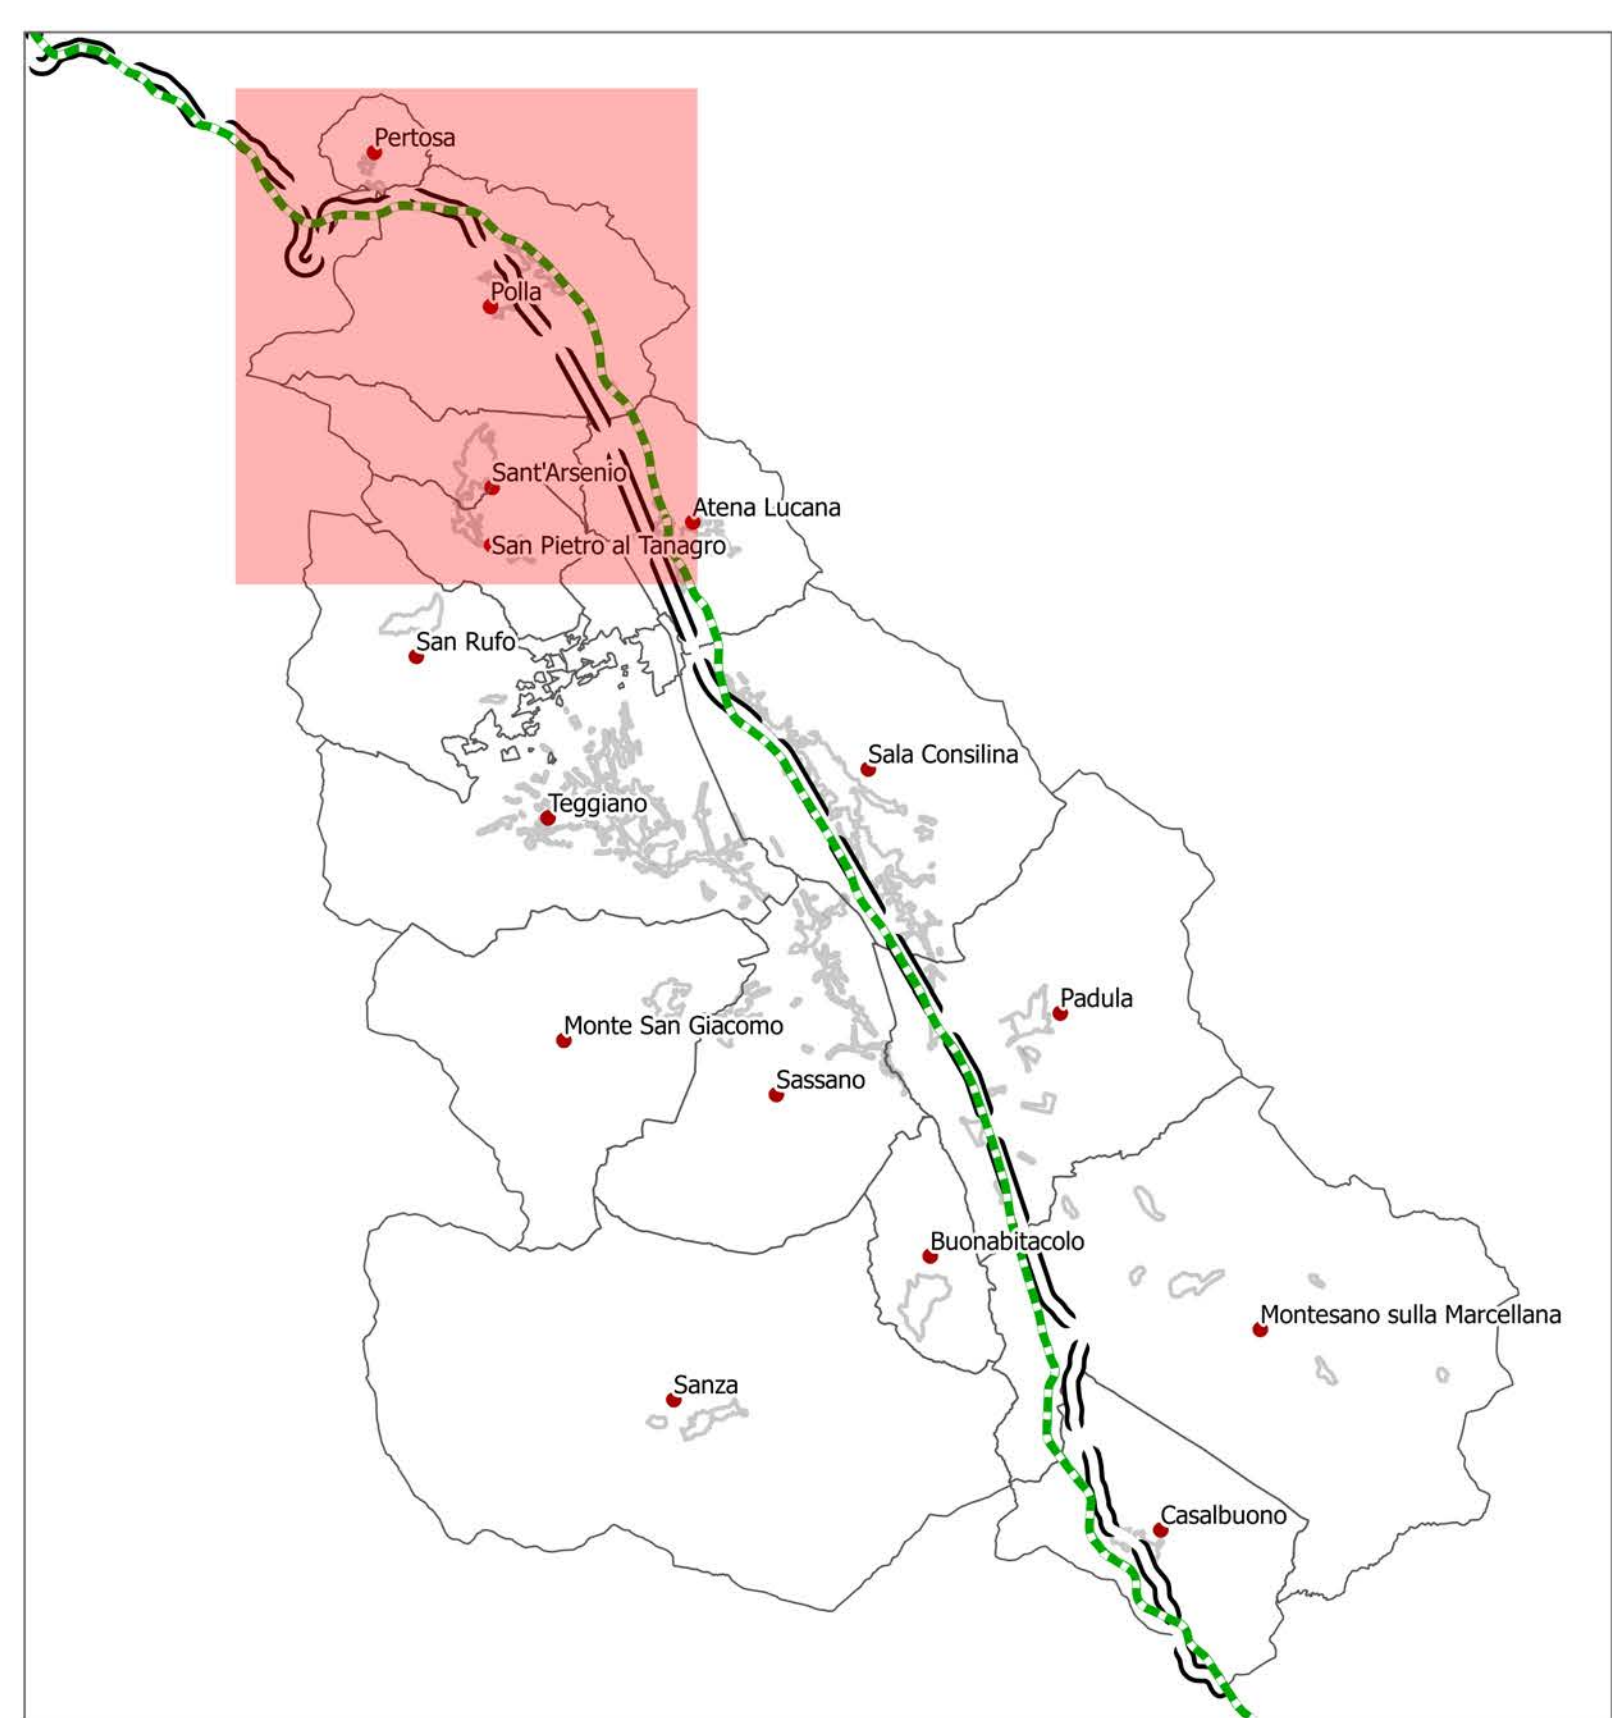 Pertosa
Polla
Sant'Arsenio
Atena Lucana
San Pietro al Tanagro
San Rufo
Sala Consilina
Teggiano
Padula
Monte San Giacomo
Sassano
Buonabitacolo
Montesano sulla Marcellana
Sanza
Casalbuono